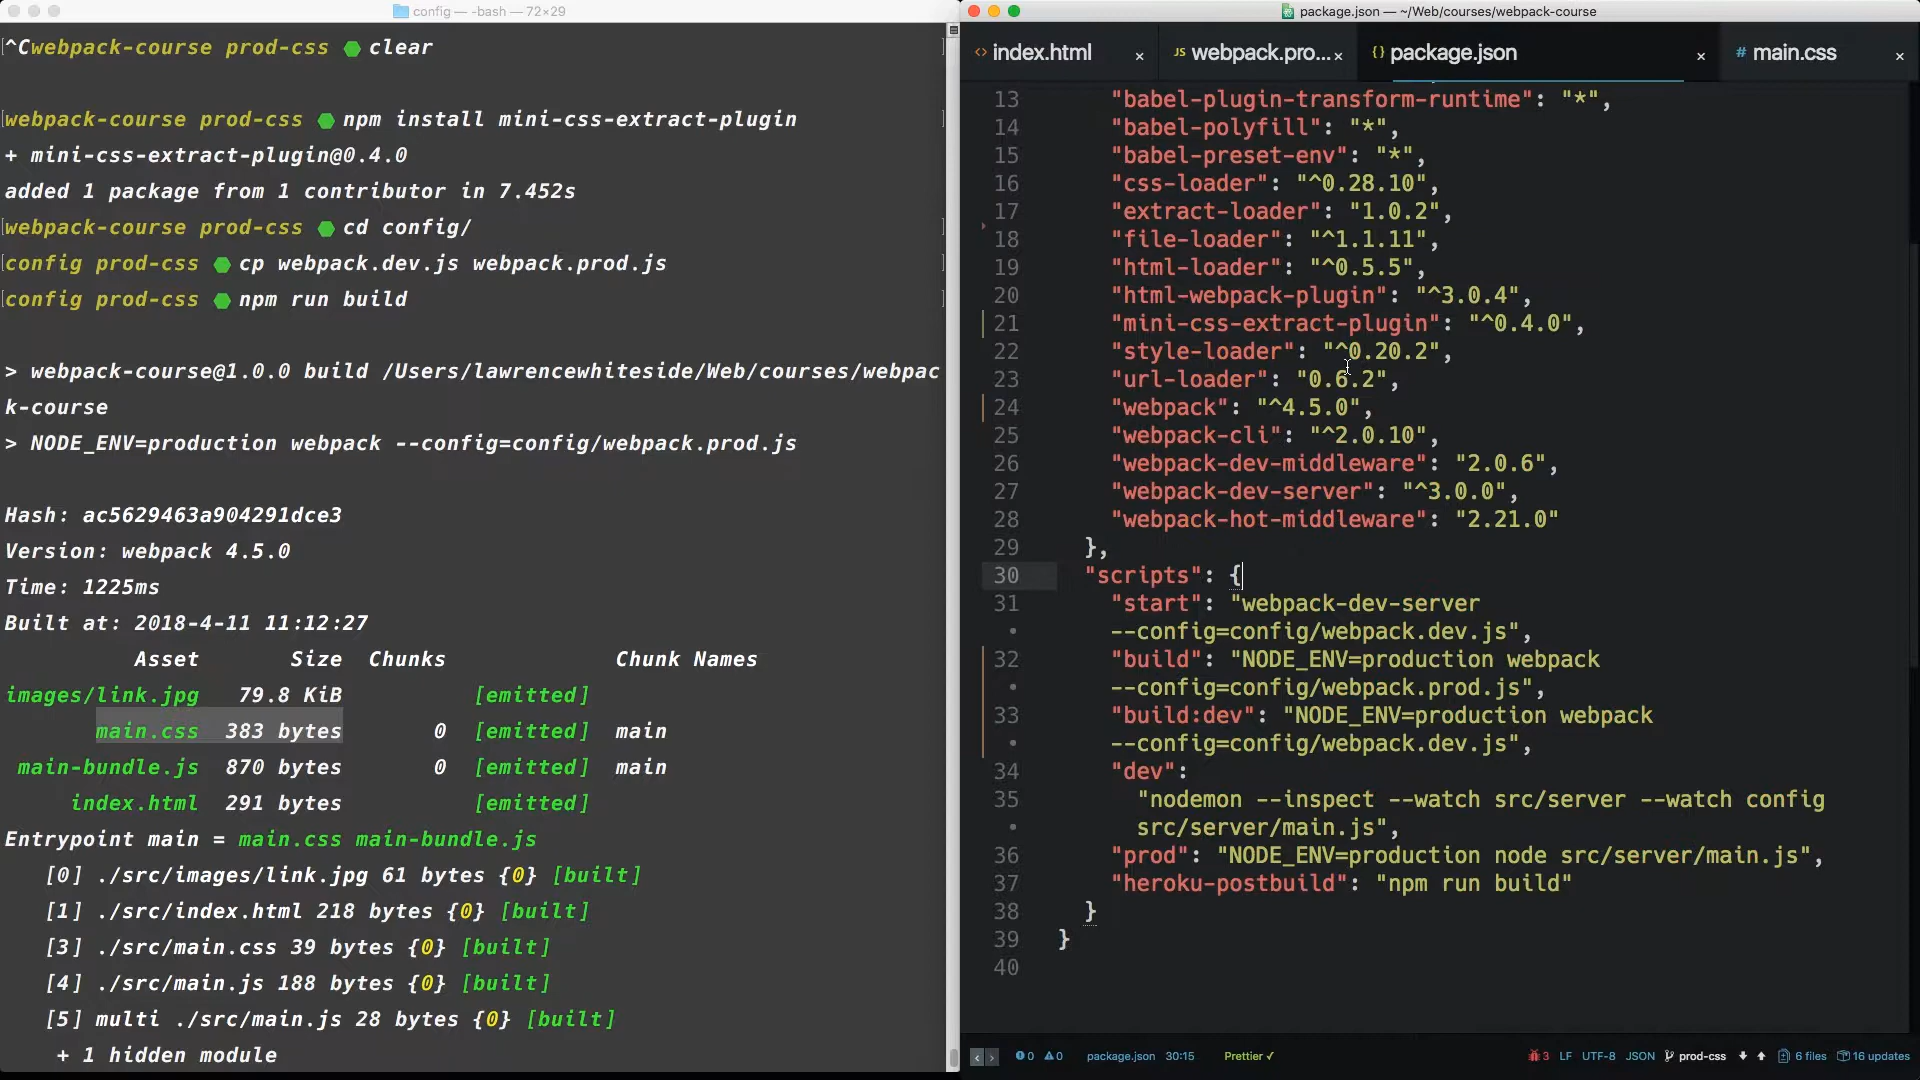 config — -bash — 72×29
^Cwebpack-course prod-css clear
webpack-course prod-css npm install mini-css-extract-plugin
+ mini-css-extract-plugin@0.4.0
added 1 package from 1 contributor in 7.452s
webpack-course prod-css cd config/
config prod-css cp webpack.dev.js webpack.prod.js
config prod-css npm run build
> webpack-course@1.0.0 build /Users/lawrencewhiteside/Web/courses/webpac
k-course
> NODE_ENV=production webpack --config=config/webpack.prod.js
Hash: ac5629463a904291dce3
Version: webpack 4.5.0
Time: 1225ms
Built at: 2018-4-11 11:12:27
Asset Size Chunks Chunk Names
images/link.jpg 79.8 KiB [emitted]
main.css 383 bytes 0 [emitted] main
main-bundle.js 870 bytes 0 [emitted] main
index.html 291 bytes [emitted]
Entrypoint main = main.css main-bundle.js
[0] ./src/images/link.jpg 61 bytes {0} [built]
[1] ./src/index.html 218 bytes {0} [built]
[3] ./src/main.css 39 bytes {0} [built]
[4] ./src/main.js 188 bytes {0} [built]
[5] multi ./src/main.js 28 bytes {0} [built]
+ 1 hidden module
package.json — ~/Web/courses/webpack-course
<> index.html × JS webpack.pro... × {} package.json × # main.css ×
13 "babel-plugin-transform-runtime": "*",
14 "babel-polyfill": "*",
15 "babel-preset-env": "*",
16 "css-loader": "^0.28.10",
17 "extract-loader": "1.0.2",
18 "file-loader": "^1.1.11",
19 "html-loader": "^0.5.5",
20 "html-webpack-plugin": "^3.0.4",
21 "mini-css-extract-plugin": "^0.4.0",
22 "style-loader": "^0.20.2",
23 "url-loader": "0.6.2",
24 "webpack": "^4.5.0",
25 "webpack-cli": "^2.0.10",
26 "webpack-dev-middleware": "2.0.6",
27 "webpack-dev-server": "^3.0.0",
28 "webpack-hot-middleware": "2.21.0"
29 },
30 "scripts": {
31 "start": "webpack-dev-server
• --config=config/webpack.dev.js",
32 "build": "NODE_ENV=production webpack
• --config=config/webpack.prod.js",
33 "build:dev": "NODE_ENV=production webpack
• --config=config/webpack.dev.js",
34 "dev":
35 "nodemon --inspect --watch src/server --watch config
• src/server/main.js",
36 "prod": "NODE_ENV=production node src/server/main.js",
37 "heroku-postbuild": "npm run build"
38 }
39 }
40
0 0 package.json 30:15 Prettier ✓ 3 LF UTF-8 JSON prod-css 6 files 16 updates